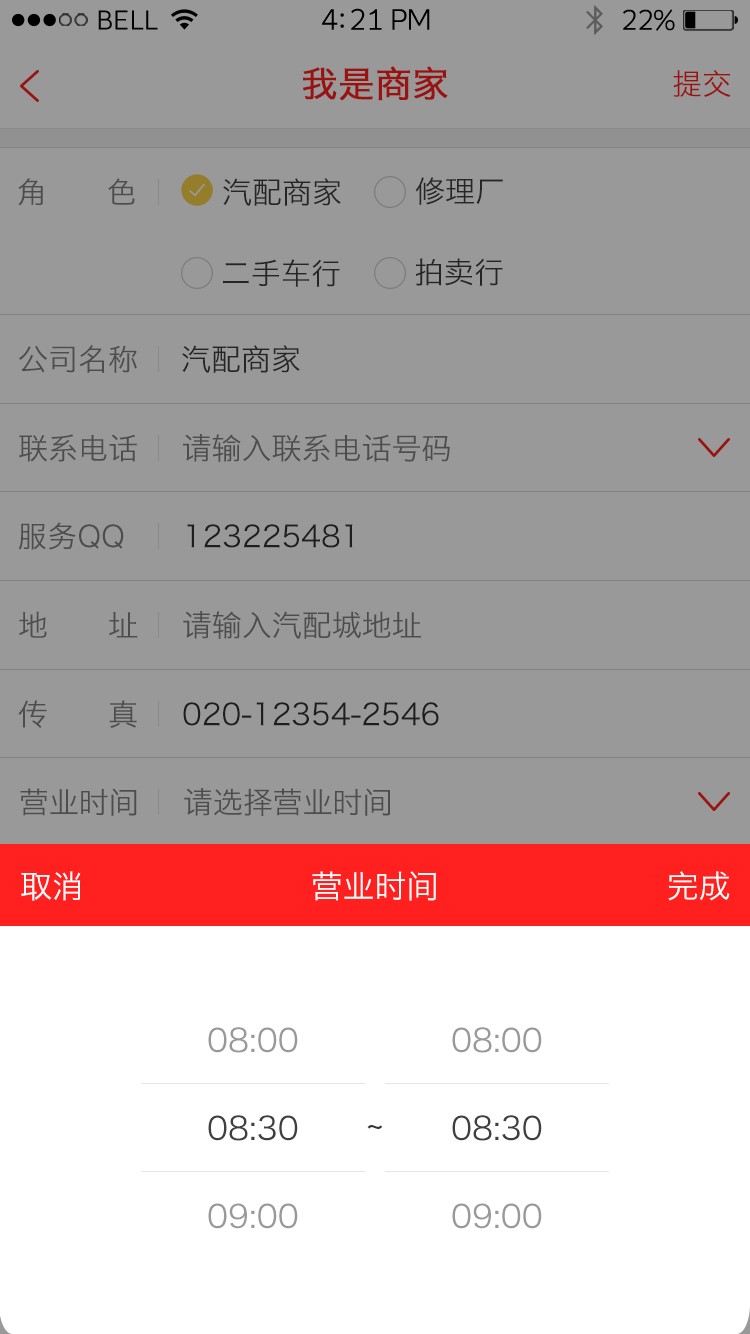 BELL 4:21 PM 22%
我是商家 提交
角 色 汽配商家 修理厂
二手车行 拍卖行
公司名称 汽配商家
联系电话 请输入联系电话号码
服务QQ 123225481
地 址 请输入汽配城地址
传 真 020-12354-2546
营业时间 请选择营业时间
取消 营业时间 完成
08:00 08:00
08:30 ~ 08:30
09:00 09:00